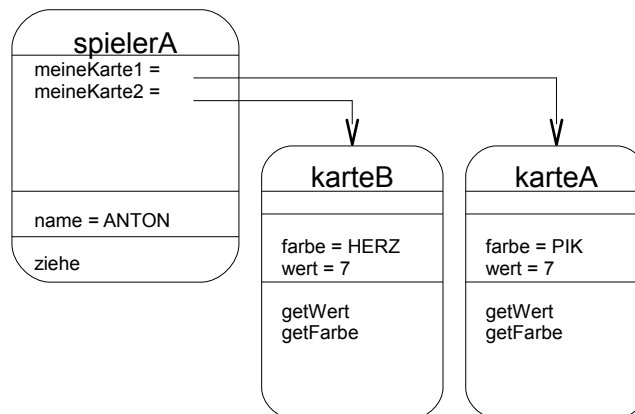 spielerA
meineKarte1 =
meineKarte2 =
name = ANTON
ziehe
karteB
farbe = HERZ
wert = 7
getWert
getFarbe
karteA
farbe = PIK
wert = 7
getWert
getFarbe